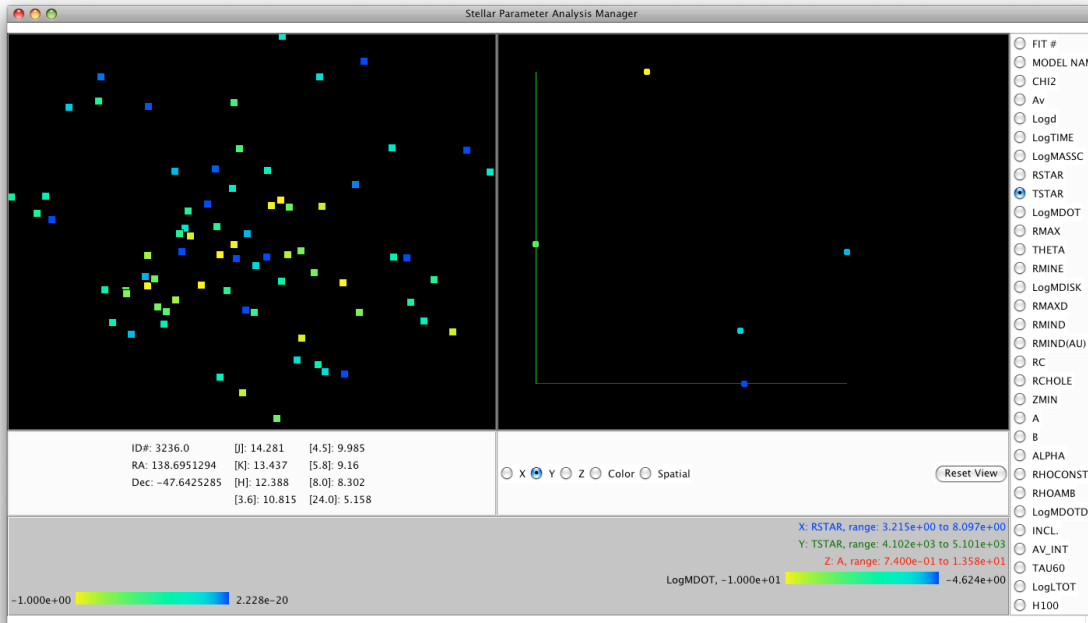 Stellar Parameter Analysis Manager
FIT #
MODEL NAM
CHI2
Av
Logd
LogTIME
LogMASSC
RSTAR
TSTAR
LogMDOT
RMAX
THETA
RMINE
LogMDISK
RMAXD
RMIND
RMIND(AU)
RC
RCHOLE
ZMIN
A
B
ALPHA
RHOCONST
RHOAMB
LogMDOTD
INCL.
AV_INT
TAU60
LogLTOT
H100
ID#: 3236.0 [J]: 14.281 [4.5]: 9.985
RA: 138.6951294 [K]: 13.437 [5.8]: 9.16
Dec: -47.6425285 [H]: 12.388 [8.0]: 8.302
[3.6]: 10.815 [24.0]: 5.158
X Y Z Color Spatial Reset View
X: RSTAR, range: 3.215e+00 to 8.097e+00
Y: TSTAR, range: 4.102e+03 to 5.101e+03
Z: A, range: 7.400e-01 to 1.358e+01
LogMDOT, -1.000e+01 -4.624e+00
-1.000e+00 2.228e-20